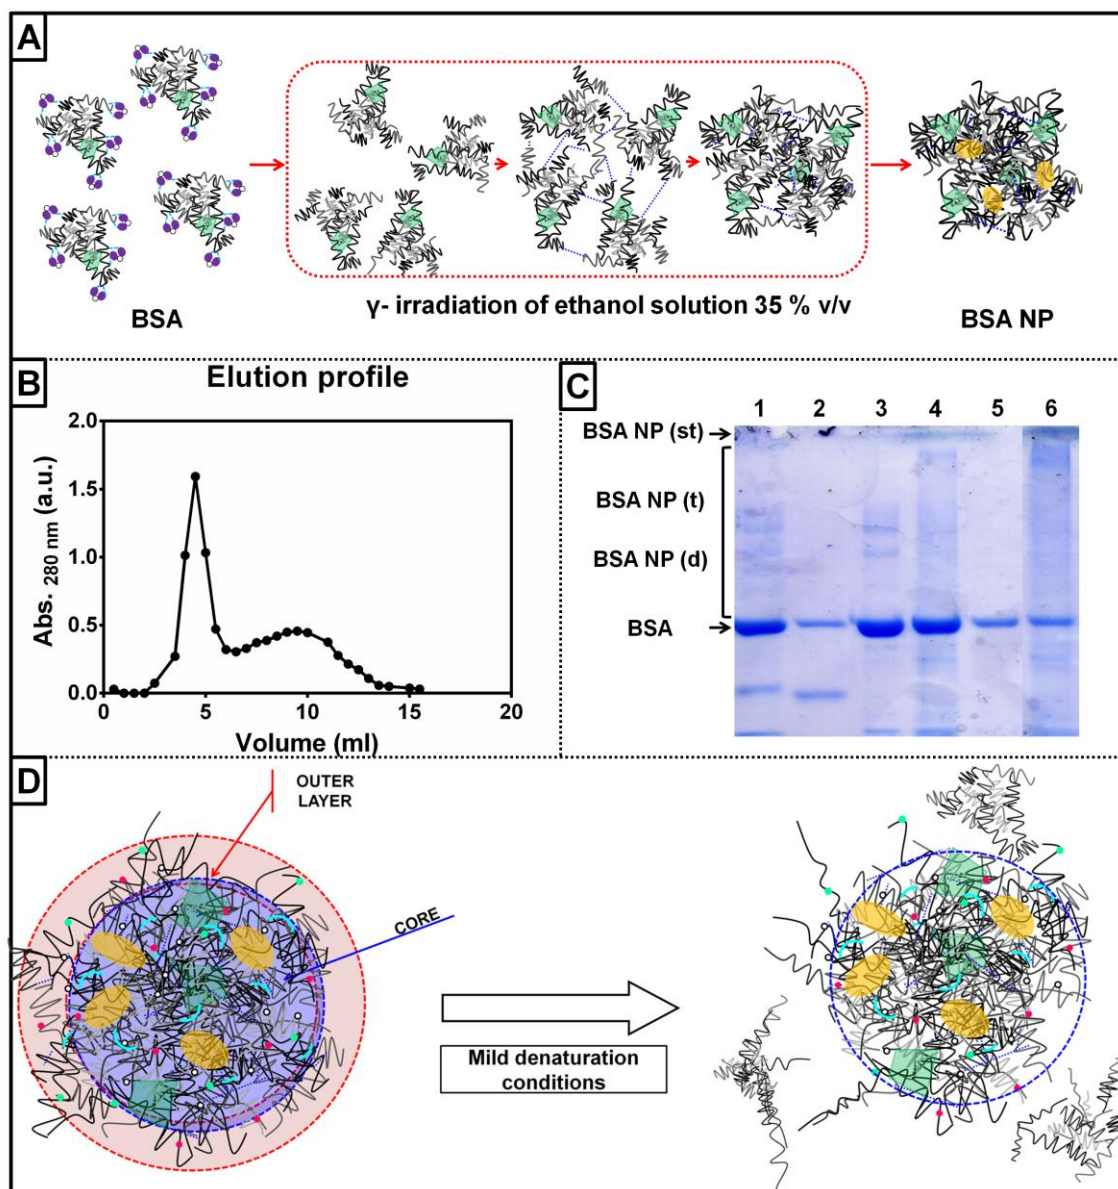 A
BSA
γ- irradiation of ethanol solution 35 % v/v
BSA NP
B
Elution profile
Abs. 280 nm (a.u.)
2.0
1.5
1.0
0.5
0.0
0
5
10
15
20
Volume (ml)
C
1 2 3 4 5 6
BSA NP (st)
BSA NP (t)
BSA NP (d)
BSA
D
OUTER
LAYER
CORE
Mild denaturation
conditions